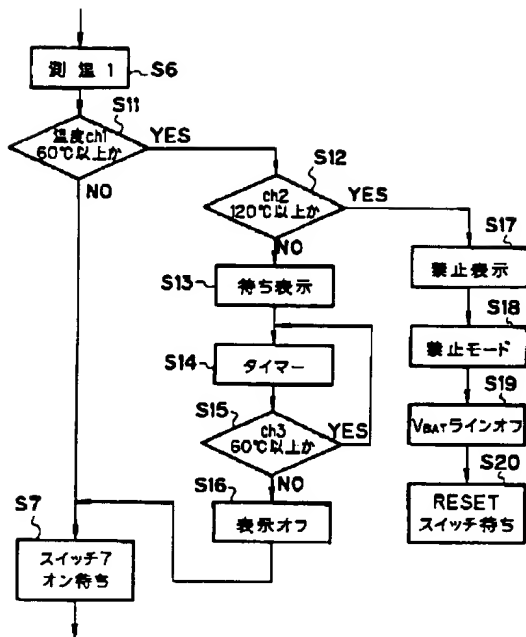 測温1
S6
S11
温度ch1
60℃以上か
YES
NO
S12
ch2
120℃以上か
YES
NO
S13
待ち表示
S14
タイマー
S15
ch3
60℃以上か
YES
NO
S16
表示オフ
S17
禁止表示
S18
禁止モード
S19
VBATラインオフ
S20
RESET
スイッチ待ち
S7
スイッチ7
オン待ち